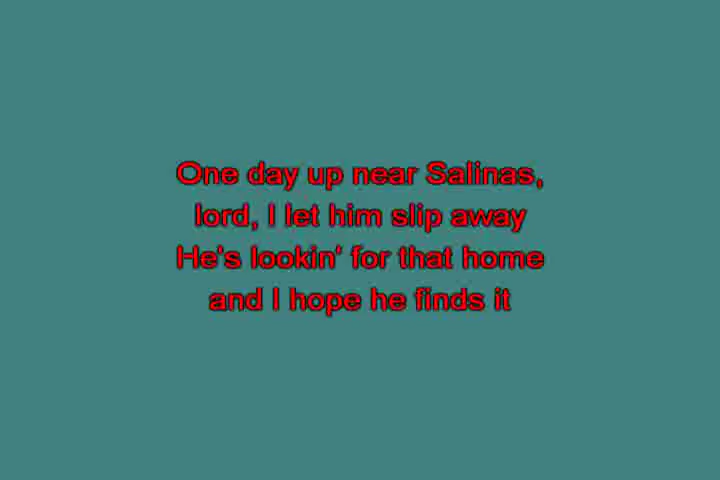 One day up near Salinas,
lord, I let him slip away
He's lookin' for that home
and I hope he finds it